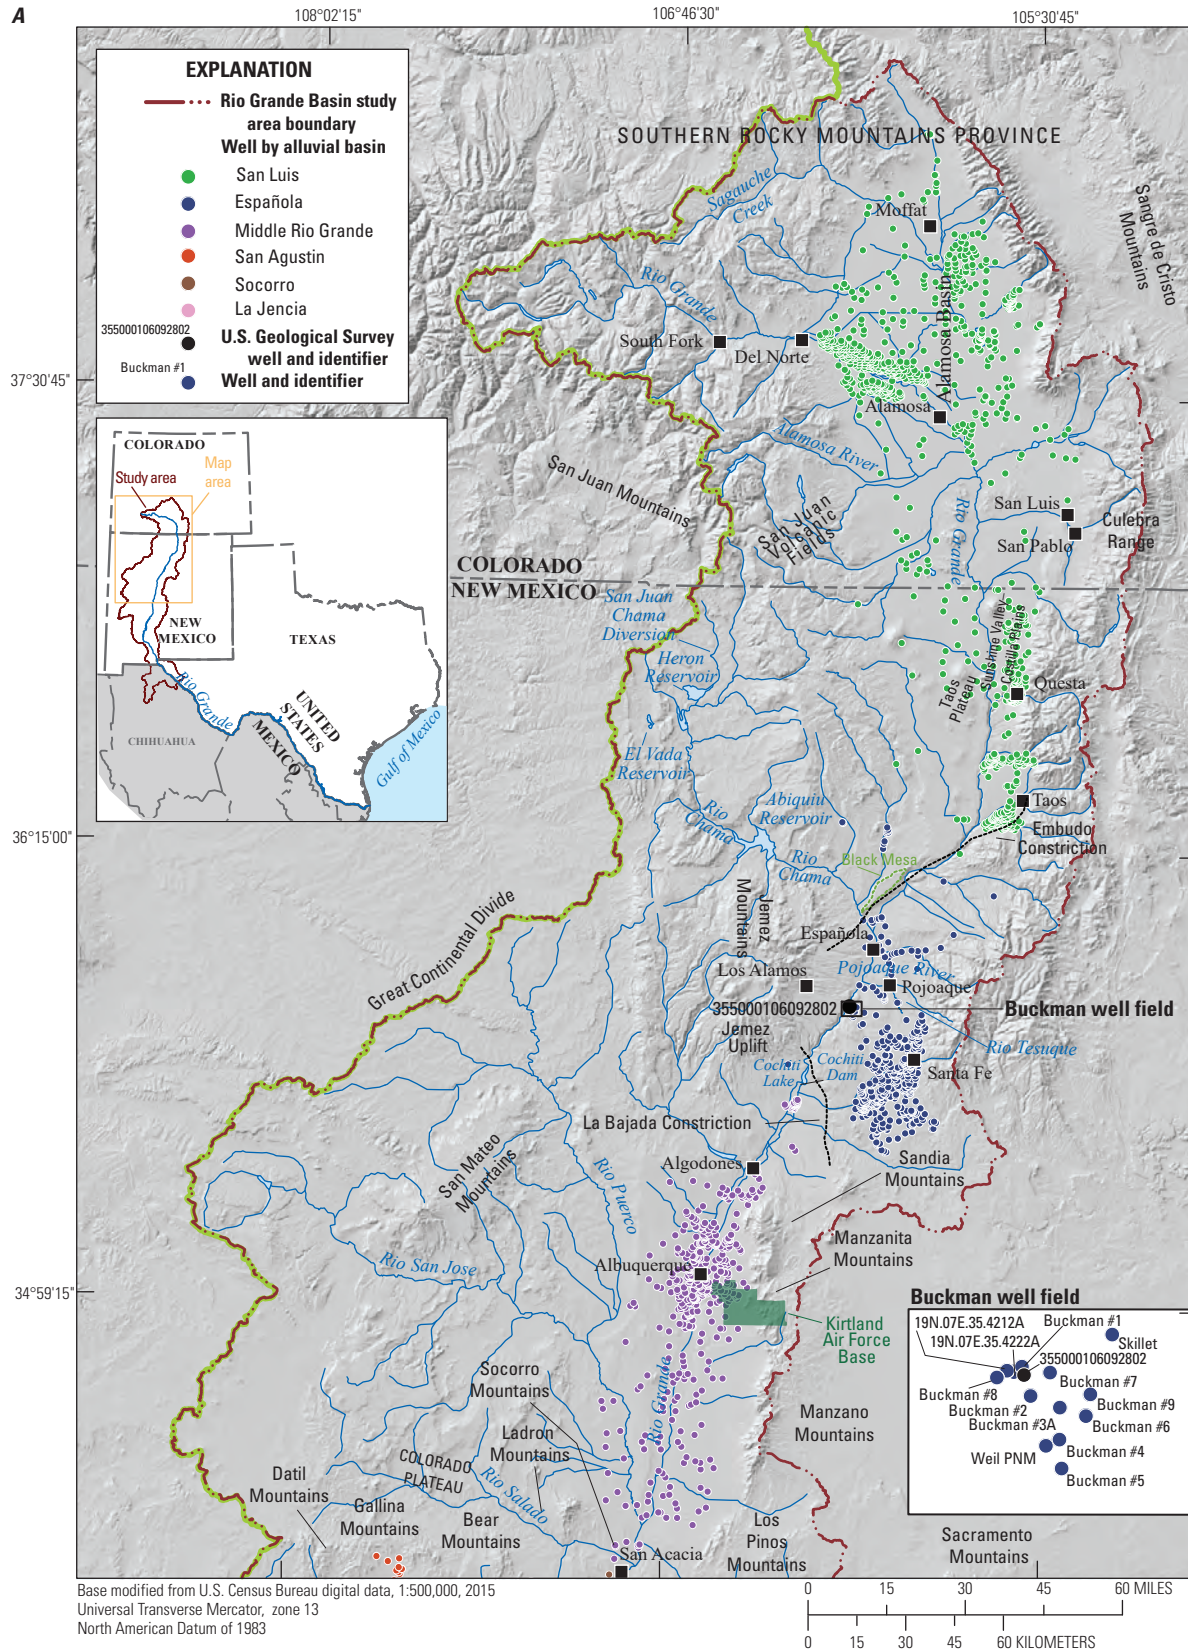 A
108°02'15"
106°46'30"
105°30'45"
37°30'45"
36°15'00"
34°59'15"
EXPLANATION
Rio Grande Basin study
area boundary
Well by alluvial basin
San Luis
Española
Middle Rio Grande
San Agustin
Socorro
La Jencia
355000106092802
U.S. Geological Survey
well and identifier
Buckman #1
Well and identifier
COLORADO
Study area
Map
area
NEW
MEXICO
TEXAS
Rio Grande
UNITED
STATES
MEXICO
CHIHUAHUA
Gulf of Mexico
SOUTHERN ROCKY MOUNTAINS PROVINCE
Sagauche
Creek
Moffat
Sangre de Cristo
Mountains
Rio Grande
South Fork
Del Norte
Alamosa Basin
Alamosa
Alamosa River
San Juan Mountains
San Juan
Volcanic
Fields
Rio Grande
San Luis
San Pablo
Culebra
Range
COLORADO
NEW MEXICO
San Juan
Chama
Diversion
Heron
Reservoir
Sunshine Valley
Costilla Plains
Taos
Plateau
Questa
El Vada
Reservoir
Abiquiu
Reservoir
Taos
Rio
Chama
Embudo
Constriction
Black Mesa
Rio
Chama
Jemez
Mountains
Great Continental Divide
Española
Los Alamos
Pojoaque River
Pojoaque
355000106092802
Buckman well field
Jemez
Uplift
Rio Tesuqite
Cochiti
Lake
Cochiti
Dam
Santa Fe
La Bajada Constriction
San Mateo
Mountains
Rio Puerco
Algodones
Sandia
Mountains
Manzanita
Mountains
Rio San Jose
Albuquerque
Kirtland
Air Force
Base
Socorro
Mountains
Rio Grande
Ladron
Mountains
Manzano
Mountains
COLORADO
PLATEAU
Rio Salado
Datil
Mountains
Gallina
Mountains
Bear
Mountains
Los
Pinos
Mountains
San Acacia
Sacramento
Mountains
Buckman well field
19N.07E.35.4212A
Buckman #1
19N.07E.35.4222A
Skillet
355000106092802
Buckman #7
Buckman #8
Buckman #9
Buckman #2
Buckman #3A
Buckman #6
Buckman #4
Weil PNM
Buckman #5
Base modified from U.S. Census Bureau digital data, 1:500,000, 2015
Universal Transverse Mercator, zone 13
North American Datum of 1983
0 15 30 45 60 MILES
0 15 30 45 60 KILOMETERS